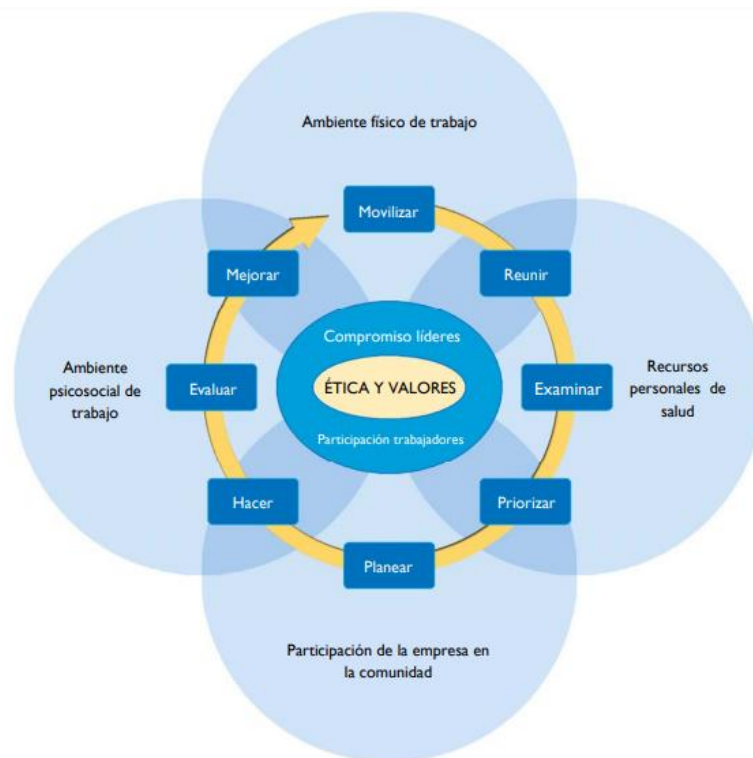 Ambiente físico de trabajo
Movilizar
Mejorar
Reunir
Compromiso líderes
Ambiente
psicosocial de
trabajo
Evaluar
ÉTICA Y VALORES
Examinar
Recursos
personales de
salud
Participación trabajadores
Hacer
Priorizar
Planear
Participación de la empresa en
la comunidad